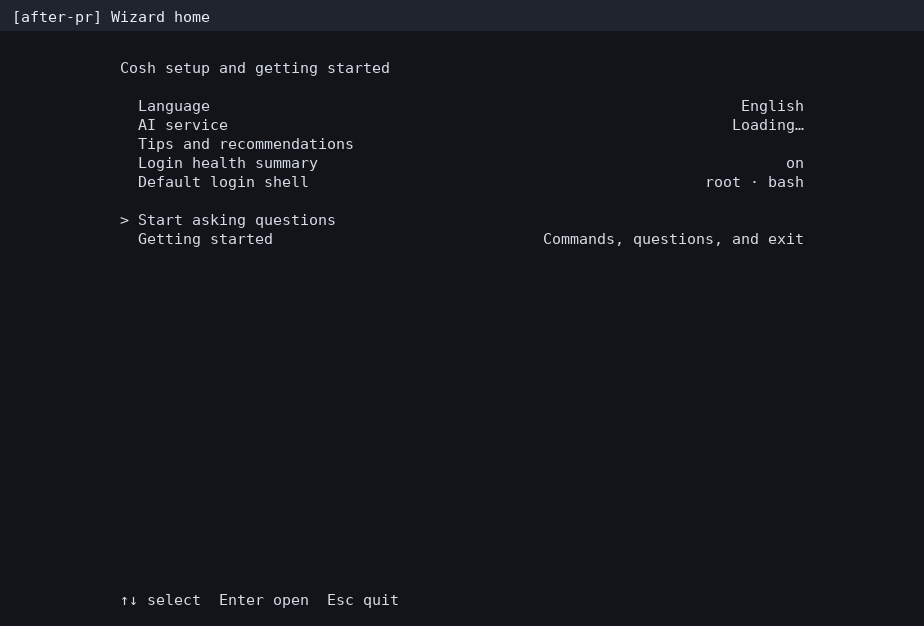 [after-pr] Wizard home
Cosh setup and getting started
Language English
AI service Loading…
Tips and recommendations
Login health summary on
Default login shell root · bash
> Start asking questions
Getting started Commands, questions, and exit
↑↓ select Enter open Esc quit